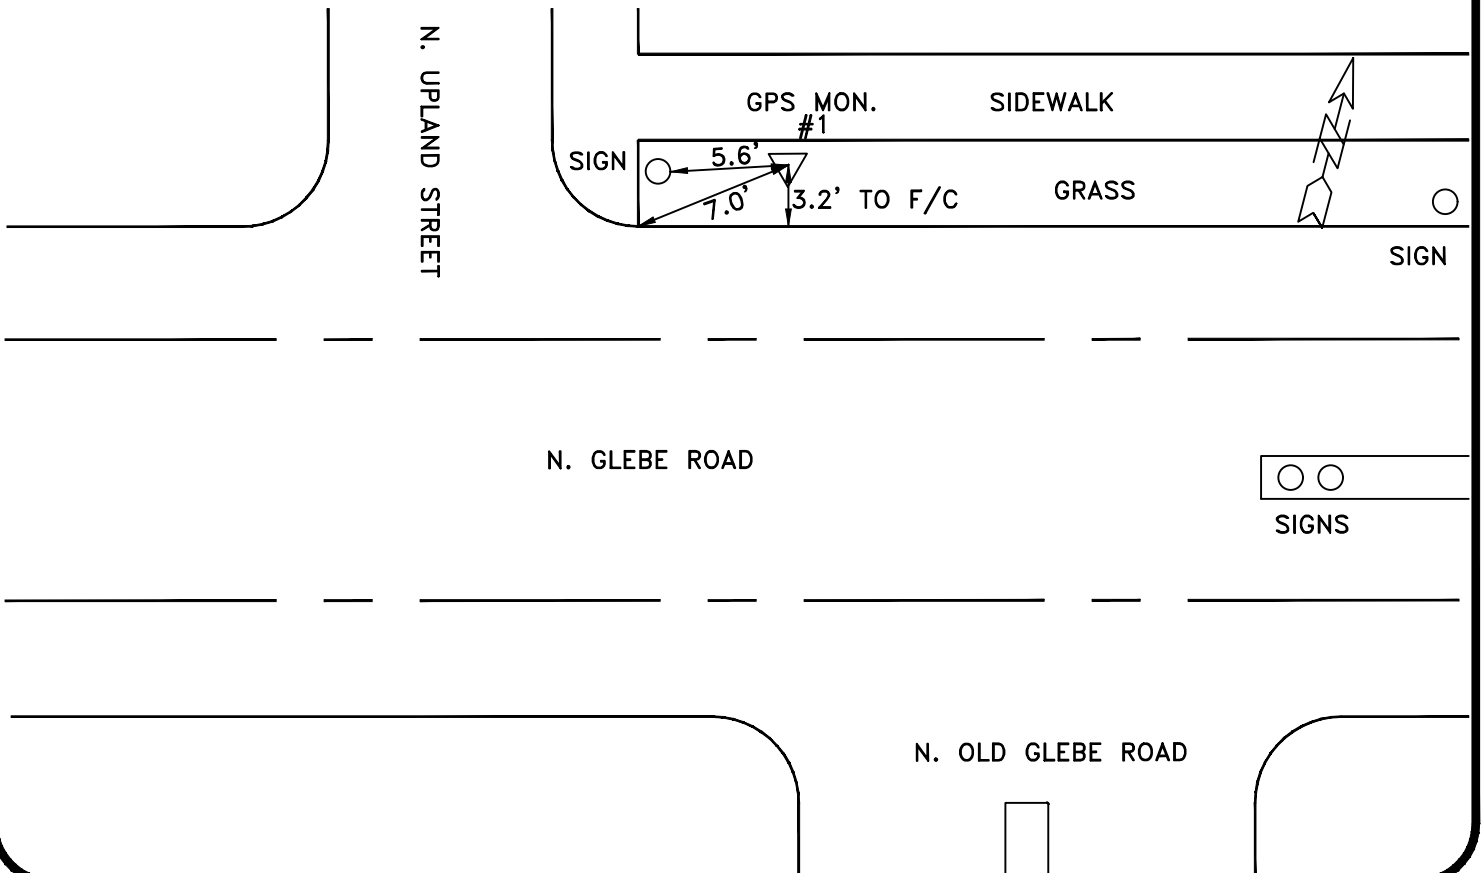 N. UPLAND STREET
GPS MON.
#1
SIDEWALK
SIGN
5.6'
7.0'
3.2' TO F/C
GRASS
N
SIGN
N. GLEBE ROAD
SIGNS
N. OLD GLEBE ROAD